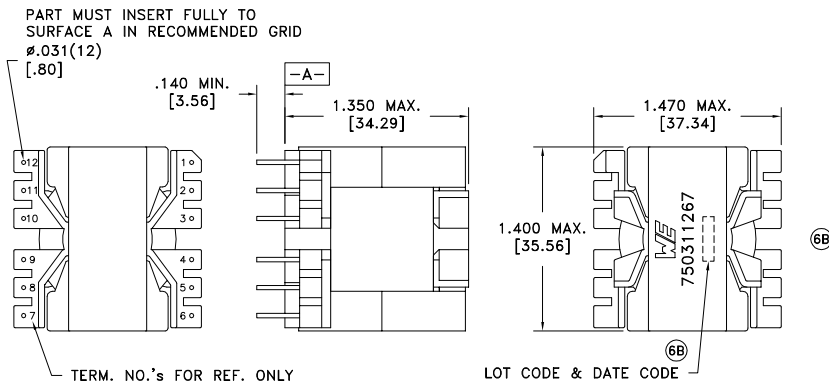 PART MUST INSERT FULLY TO
SURFACE A IN RECOMMENDED GRID
ø.031(12)
[.80]
.140 MIN.
[3.56]
-A-
1.350 MAX.
[34.29]
1.470 MAX.
[37.34]
12
11
10
9
8
7
1
2
3
4
5
6
1.400 MAX.
[35.56]
WE
750311267
6B
6B
TERM. NO.'s FOR REF. ONLY
LOT CODE & DATE CODE